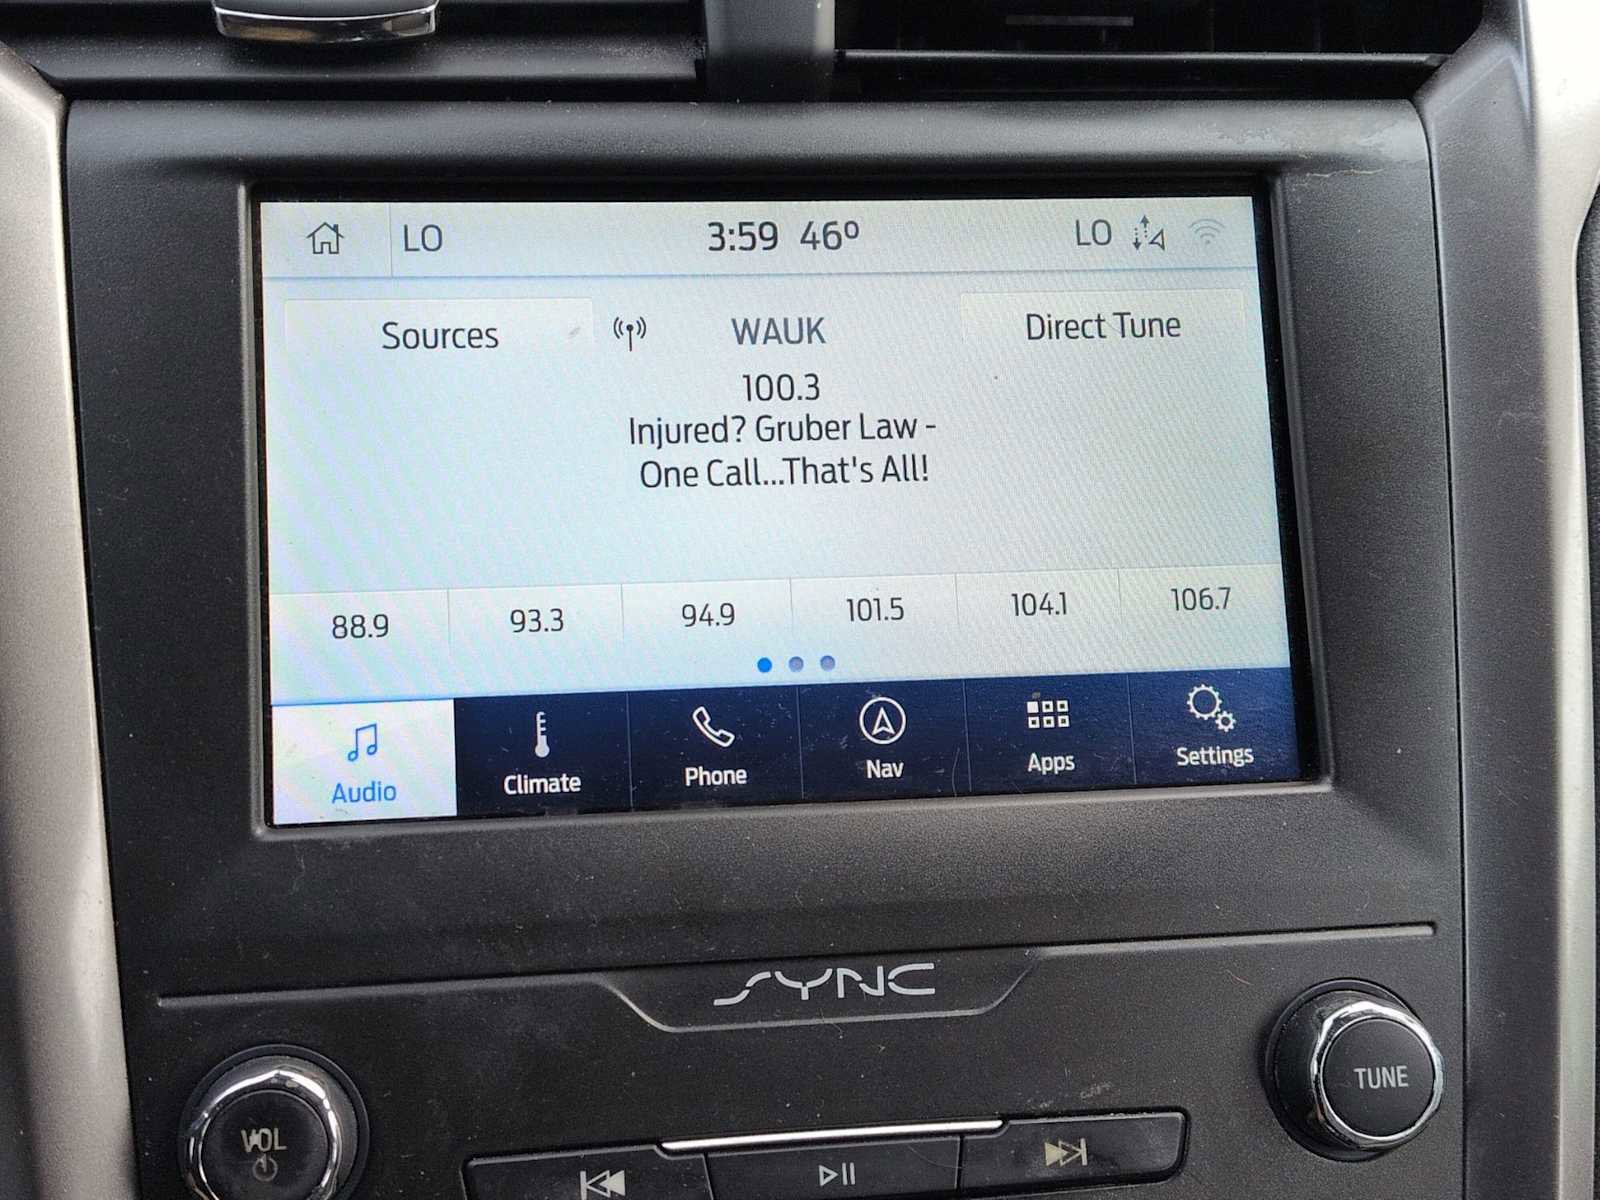 LO 3:59 46° LO
Sources WAUK Direct Tune
100.3
Injured? Gruber Law -
One Call...That's All!
88.9 93.3 94.9 101.5 104.1 106.7
Audio Climate Phone Nav Apps Settings
SYNC
VOL TUNE